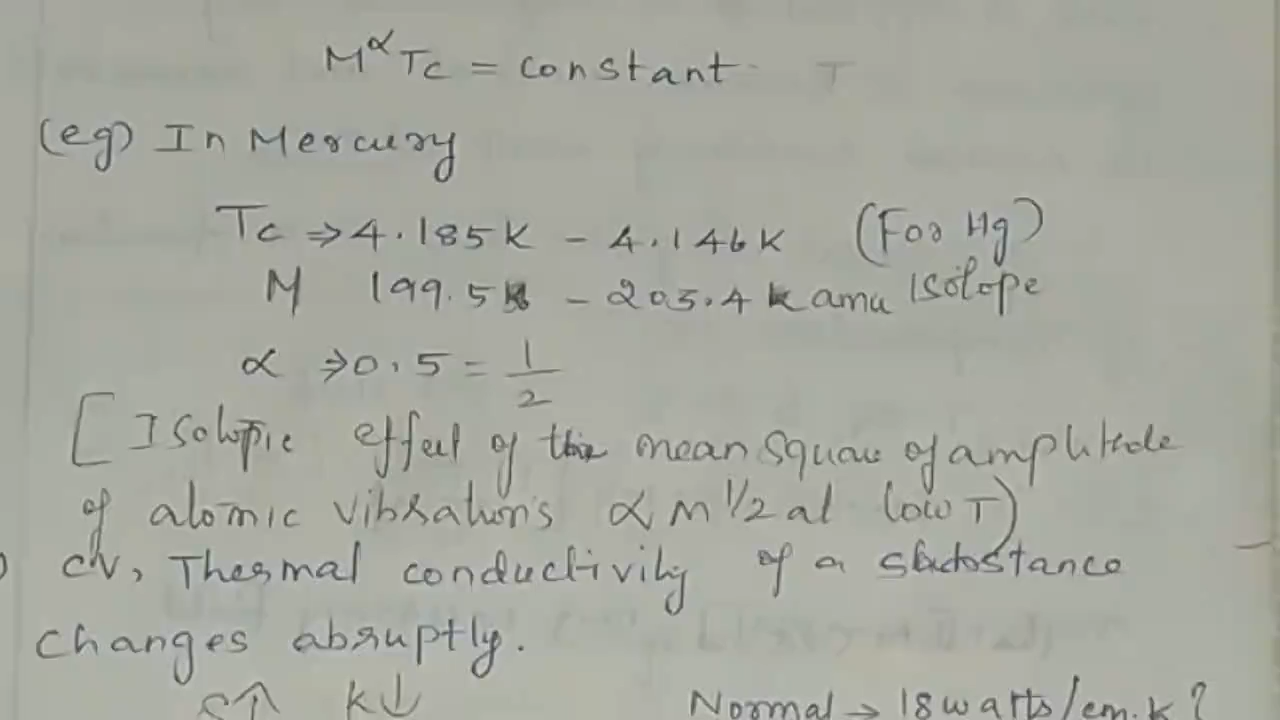 M^α Tc = constant
(eg) In Mercury
Tc ⇒ 4.185K - 4.146K (For Hg)
M 199.5 - 203.4 amu Isotope
α ⇒ 0.5 = 1/2
[Isotopic effect of the mean square of amplitude
of atomic vibrations α M 1/2 at low T)
CV, Thermal conductivity of a substance
changes abruptly.
↑ K↓ Normal → 18 watts/cm.K?